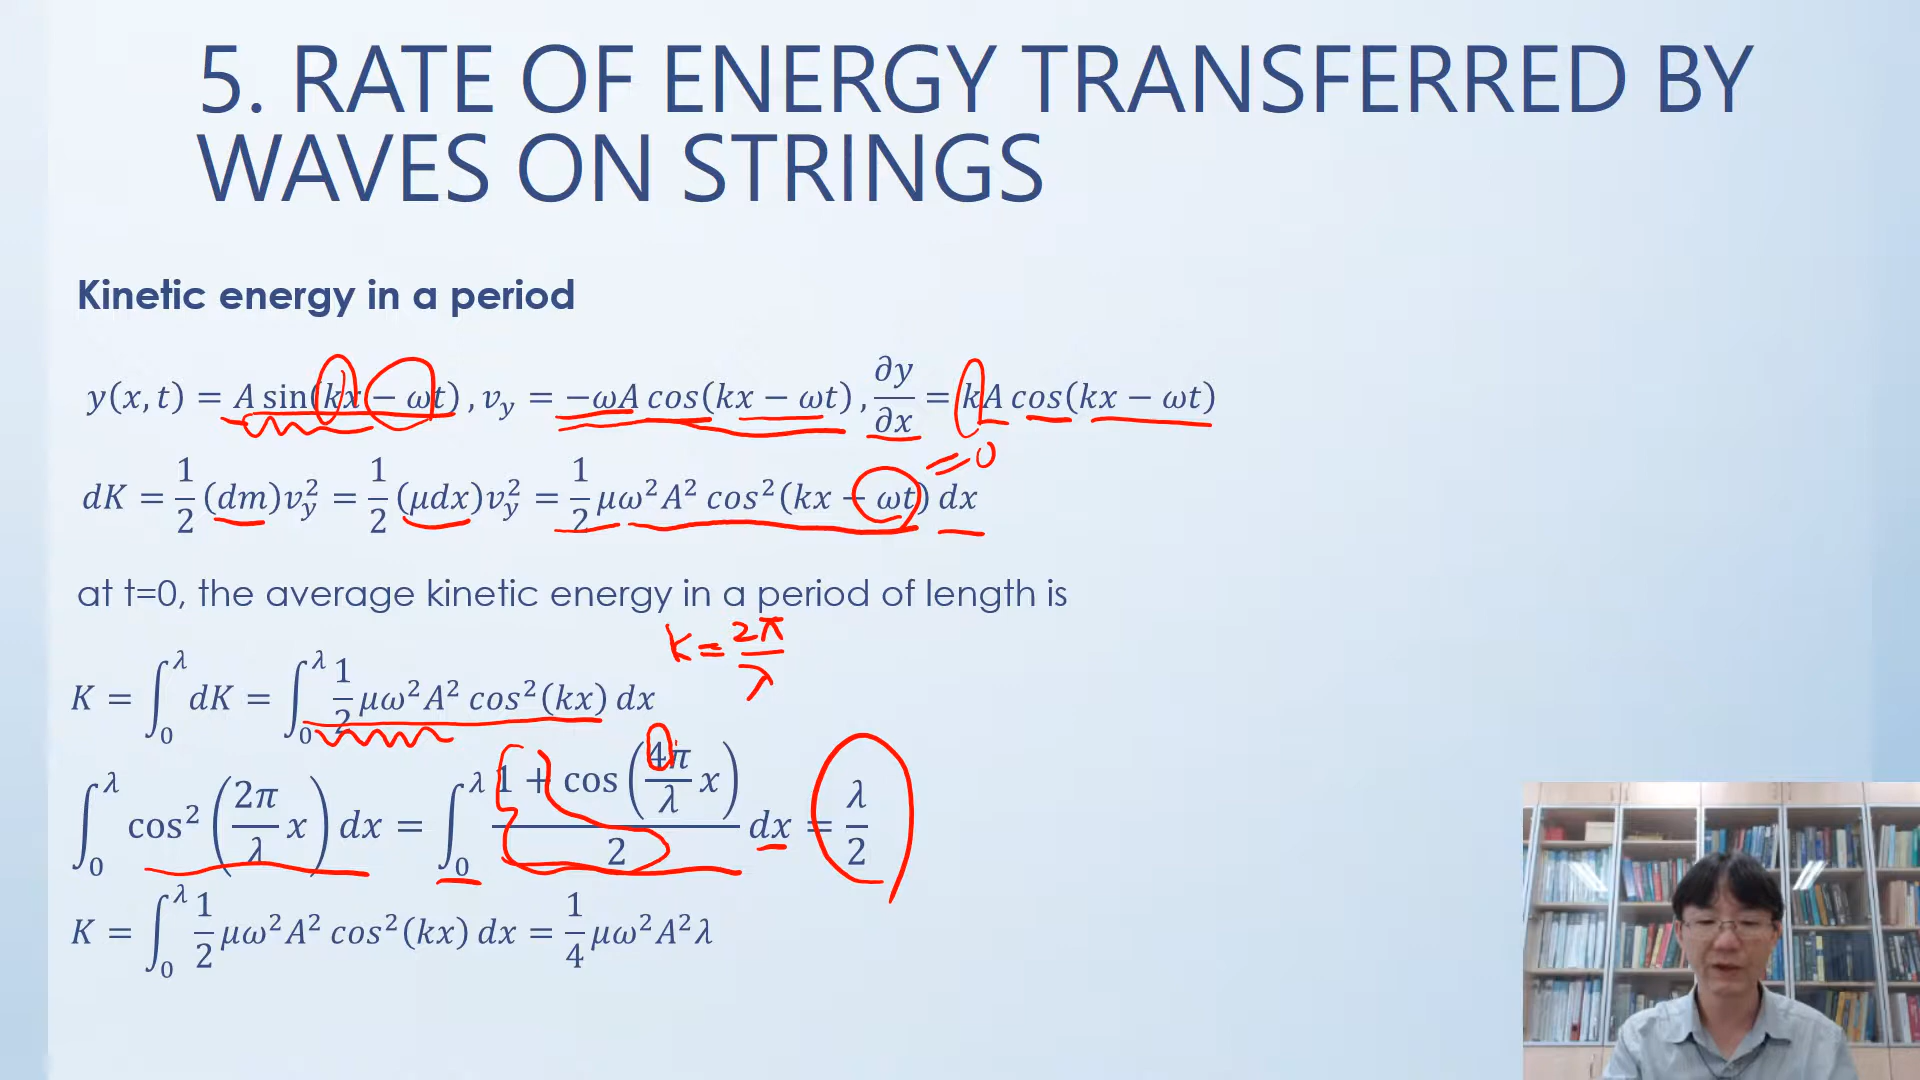 5. RATE OF ENERGY TRANSFERRED BY
WAVES ON STRINGS
Kinetic energy in a period
y(x, t) = A sin(kx − ωt) , v_y = −ωA cos(kx − ωt) , ∂y/∂x = kA cos(kx − ωt)
= 0
dK = 1/2 (dm)v_y^2 = 1/2 (μdx)v_y^2 = 1/2 μω^2A^2 cos^2(kx − ωt) dx
at t=0, the average kinetic energy in a period of length is
k = 2π/λ
K = ∫_0^λ dK = ∫_0^λ 1/2 μω^2A^2 cos^2(kx) dx
∫_0^λ cos^2(2π/λ x) dx = ∫_0^λ (1 + cos(4π/λ x))/2 dx = λ/2
K = ∫_0^λ 1/2 μω^2A^2 cos^2(kx) dx = 1/4 μω^2A^2λ